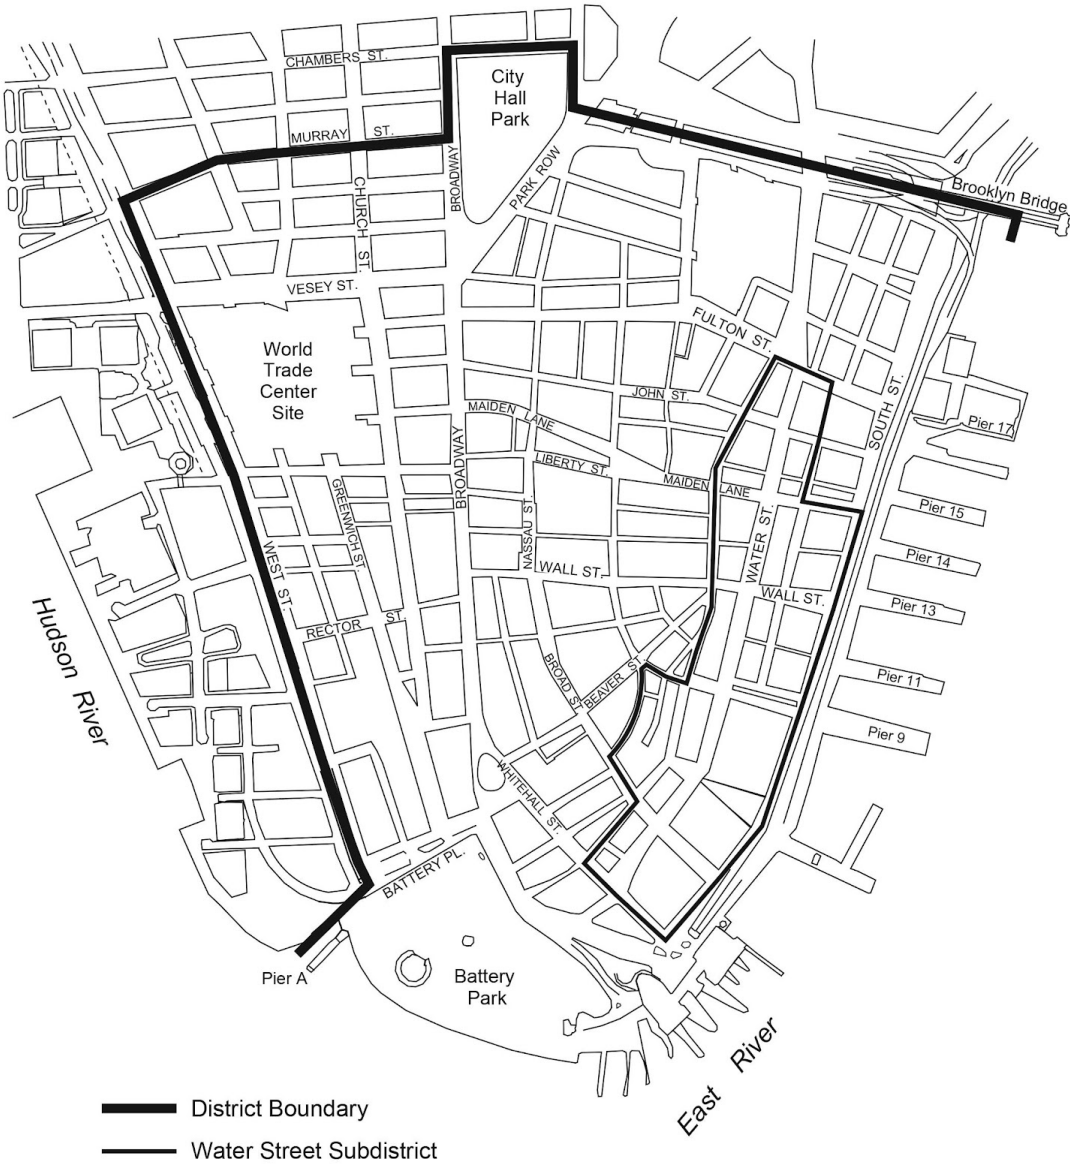 CHAMBERS ST.
City
Hall
Park
MURRAY ST.
BROADWAY
PARK ROW
CHURCH ST.
Brooklyn Bridge
VESEY ST.
FULTON ST.
World
Trade
Center
Site
JOHN ST.
SOUTH ST.
MAIDEN LANE
Pier 17
BROADWAY
LIBERTY ST.
MAIDEN LANE
GREENWICH ST.
NASSAU ST.
Pier 15
WATER ST.
WEST ST.
WALL ST.
Pier 14
WALL ST.
Pier 13
Hudson River
RECTOR ST.
BROAD ST.
BEAVER ST.
Pier 11
Pier 9
WHITEHALL ST.
BATTERY PL.
Pier A
Battery
Park
East River
District Boundary
Water Street Subdistrict